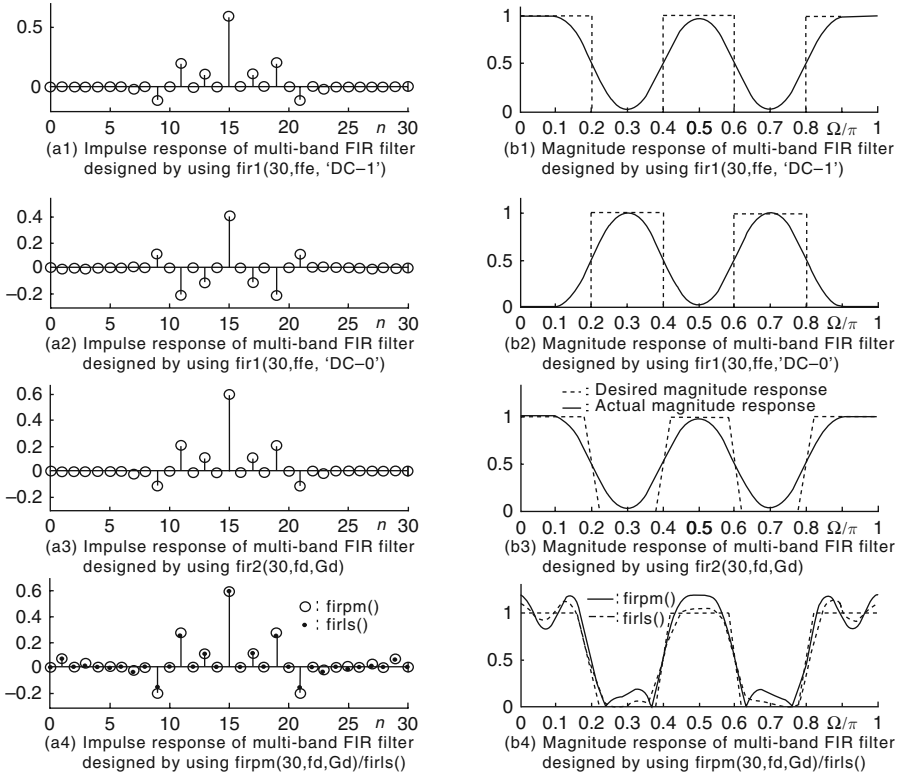 0.5
0
0 5 10 15 20 25 n 30
(a1) Impulse response of multi-band FIR filter
designed by using fir1(30,ffe, ‘DC–1’)
1
0.5
0
0 0.1 0.2 0.3 0.4 0.5 0.6 0.7 0.8 Ω/π 1
(b1) Magnitude response of multi-band FIR filter
designed by using fir1(30,ffe, ‘DC–1’)
0.4
0.2
0
–0.2
0 5 10 15 20 25 n 30
(a2) Impulse response of multi-band FIR filter
designed by using fir1(30,ffe, ‘DC–0’)
1
0.5
0
0 0.1 0.2 0.3 0.4 0.5 0.6 0.7 0.8 Ω/π 1
(b2) Magnitude response of multi-band FIR filter
designed by using fir1(30,ffe,'DC–0’)
0.6
0.4
0.2
0
–0.2
0 5 10 15 20 25 n 30
(a3) Impulse response of multi-band FIR filter
designed by using fir2(30,fd,Gd)
: Desired magnitude response
: Actual magnitude response
1
0.5
0
0 0.1 0.2 0.3 0.4 0.5 0.6 0.7 0.8 Ω/π 1
(b3) Magnitude response of multi-band FIR filter
designed by using fir2(30,fd,Gd)
0.6
0.4
0.2
0
–0.2
: firpm()
: firls()
0 5 10 15 20 25 n 30
(a4) Impulse response of multi-band FIR filter
designed by using firpm(30,fd,Gd)/firls()
: firpm()
: firls()
1
0.5
0
0 0.1 0.2 0.3 0.4 0.5 0.6 0.7 0.8 Ω/π 1
(b4) Magnitude response of multi-band FIR filter
designed by using firpm(30,fd,Gd)/firls()